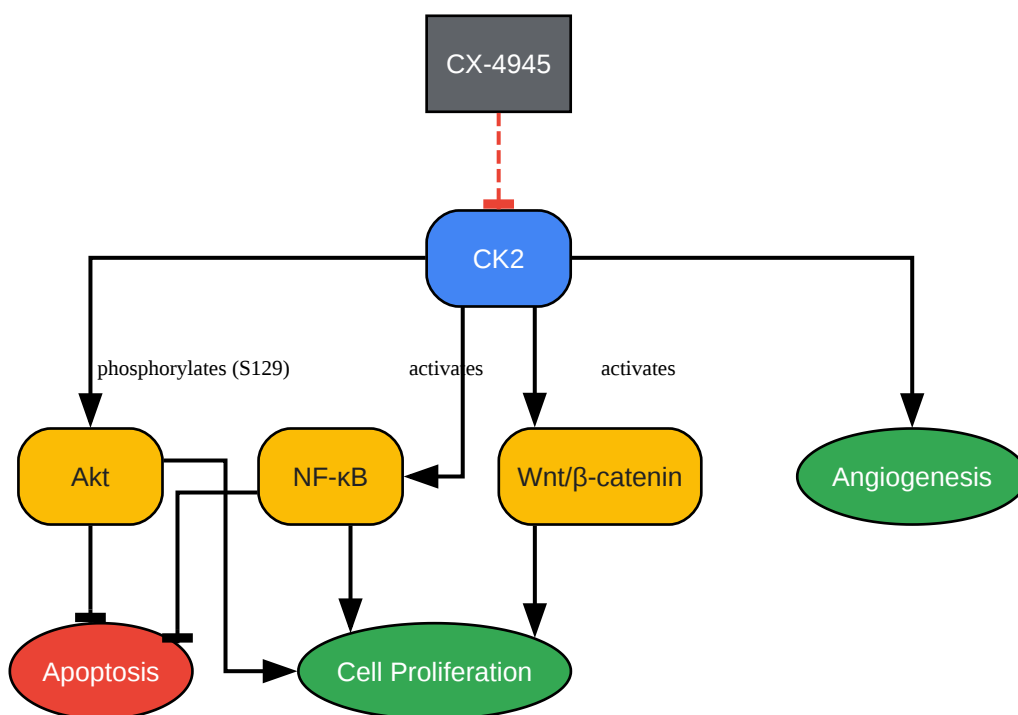 CX-4945
CK2
phosphorylates (S129)
activates
activates
Akt
NF-κB
Wnt/β-catenin
Angiogenesis
Apoptosis
Cell Proliferation